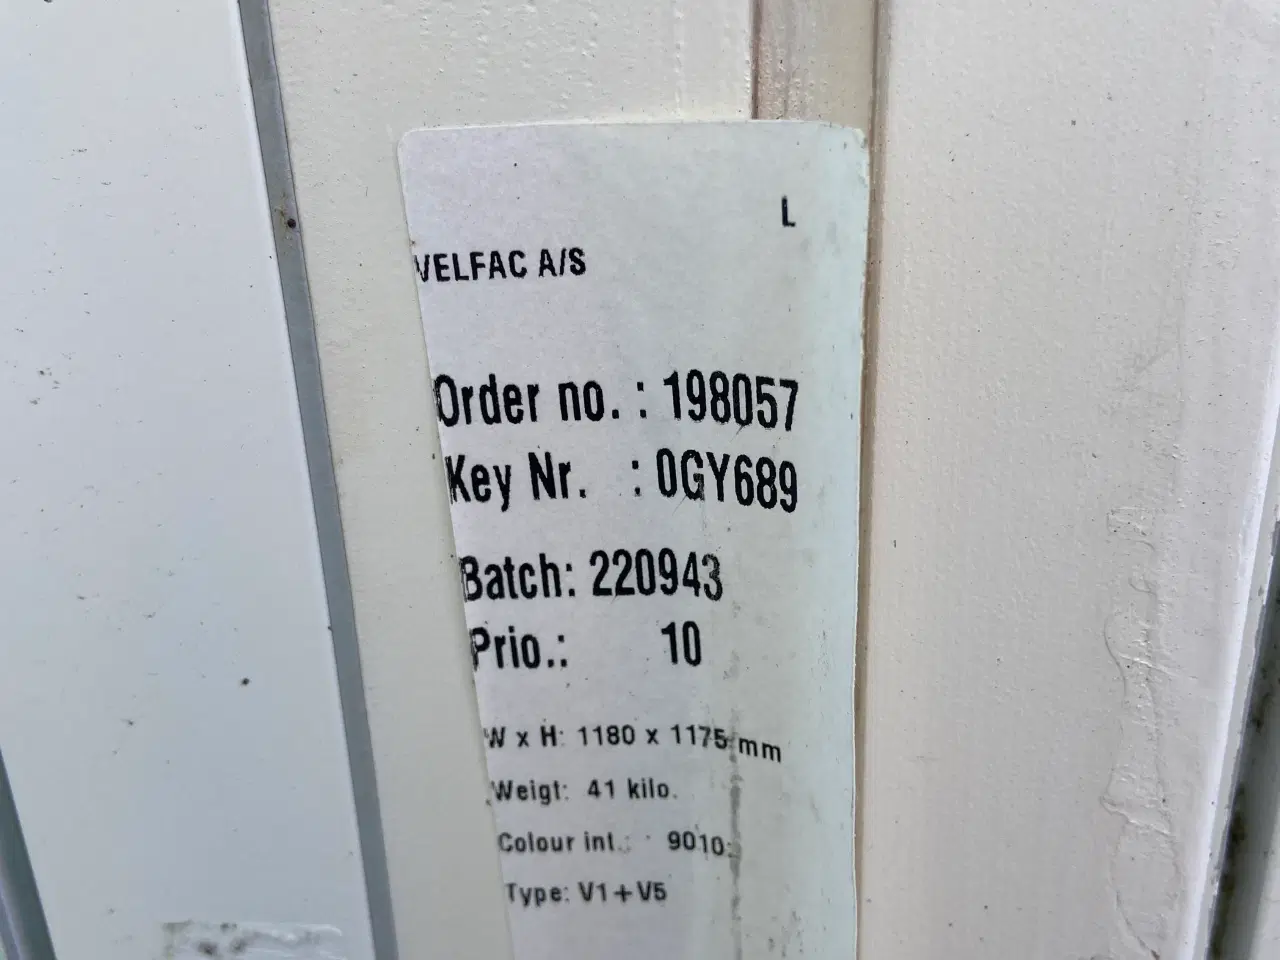 L
VELFAC A/S
Order no. : 198057
Key Nr. : 0GY689
Batch: 220943
Prio.: 10
W x H: 1180 x 1175 mm
Weigt: 41 kilo.
Colour int.: 9010
Type: V1+V5